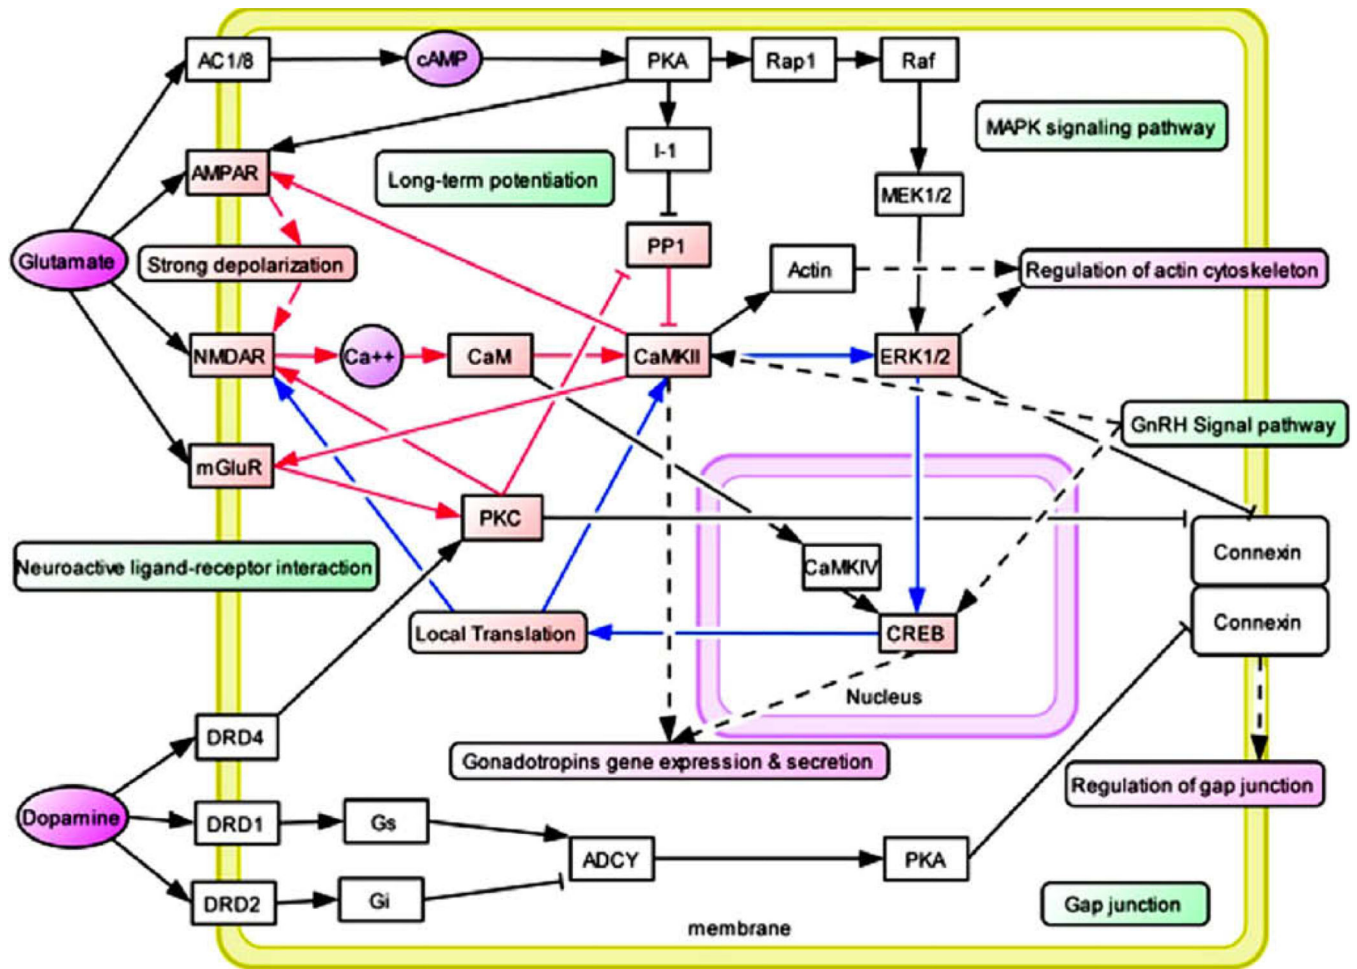 AC1/8
cAMP
PKA
Rap1
Raf
MAPK signaling pathway
I-1
AMPAR
Long-term potentiation
MEK1/2
PP1
Glutamate
Strong depolarization
Actin
Regulation of actin cytoskeleton
NMDAR
Ca++
CaM
CaMKII
ERK1/2
GnRH Signal pathway
mGluR
PKC
Connexin
Neuroactive ligand-receptor interaction
CaMKIV
Connexin
Local Translation
CREB
Nucleus
DRD4
Gonadotropins gene expression & secretion
Regulation of gap junction
Dopamine
DRD1
Gs
ADCY
PKA
DRD2
Gi
Gap junction
membrane